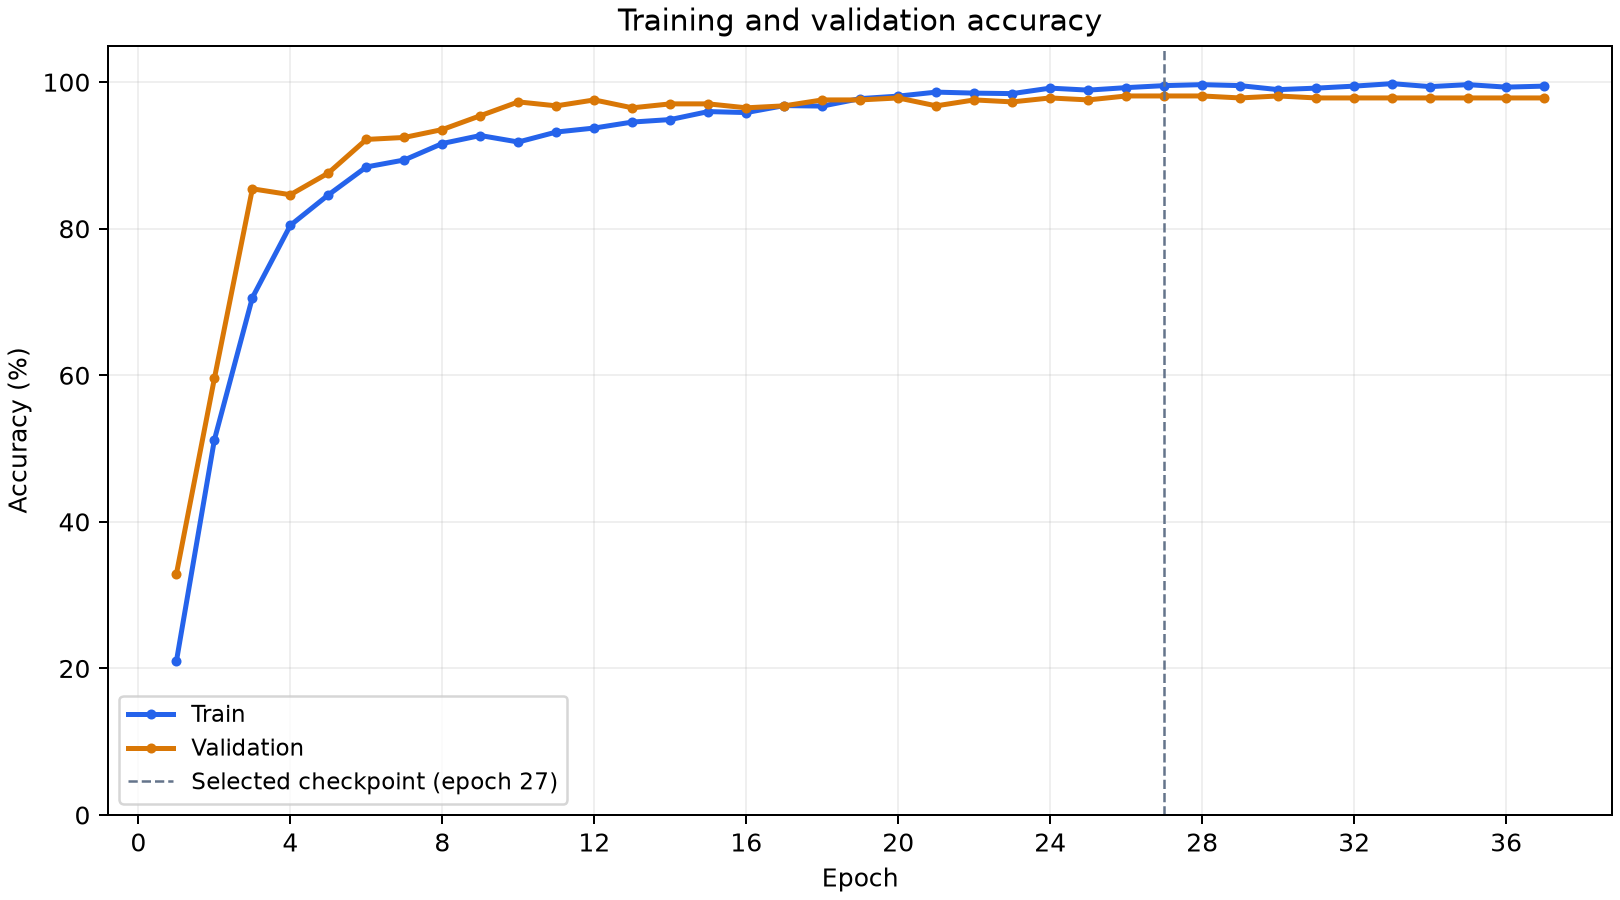 Training and validation accuracy
Accuracy (%)
100
80
60
40
20
0
Train
Validation
Selected checkpoint (epoch 27)
0 4 8 12 16 20 24 28 32 36
Epoch